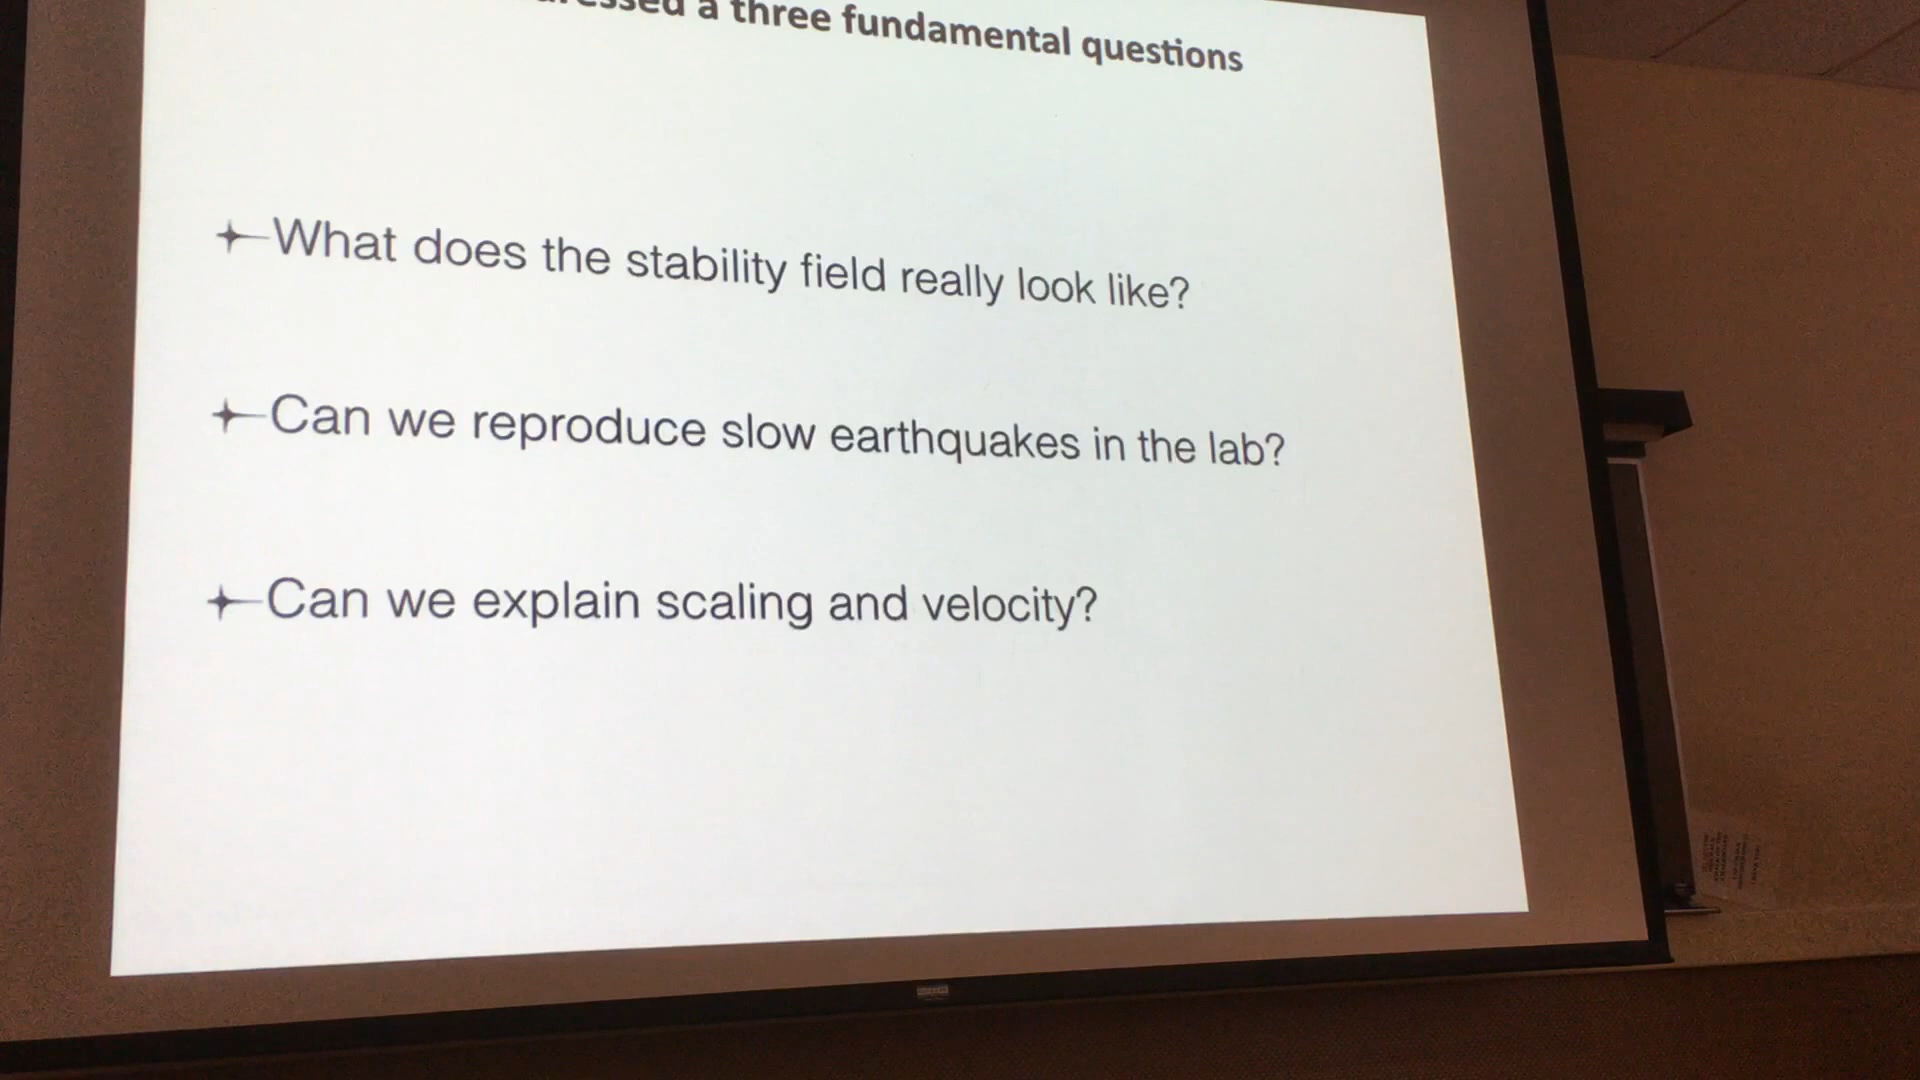 a three fundamental questions
What does the stability field really look like?
Can we reproduce slow earthquakes in the lab?
Can we explain scaling and velocity?